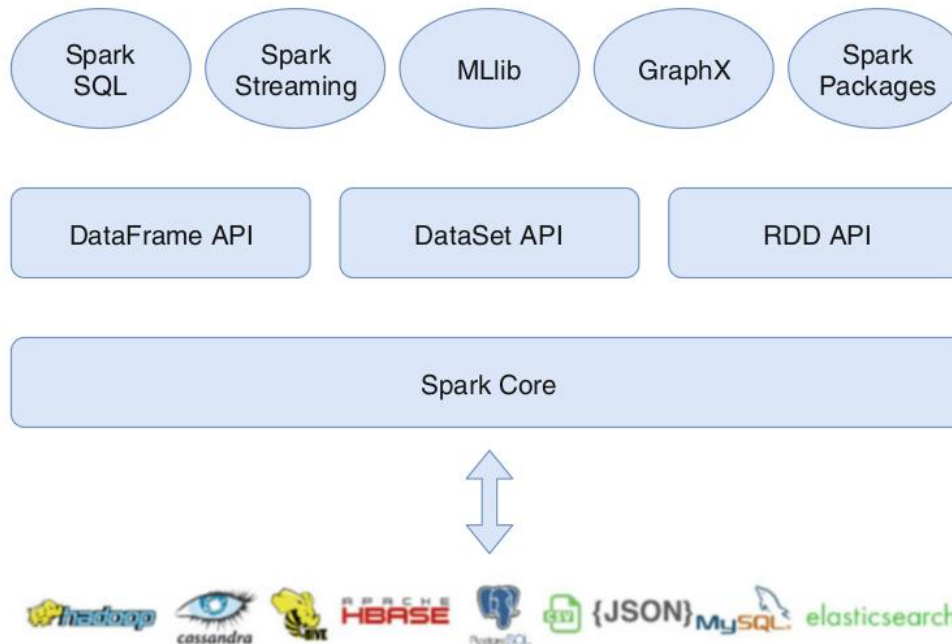 Spark
SQL
Spark
Streaming
MLlib
GraphX
Spark
Packages
DataFrame API
DataSet API
RDD API
Spark Core
hadoop
cassandra
HIVE
APACHE
HBASE
PostgreSQL
CSV
{JSON}
MySQL
elasticsearch